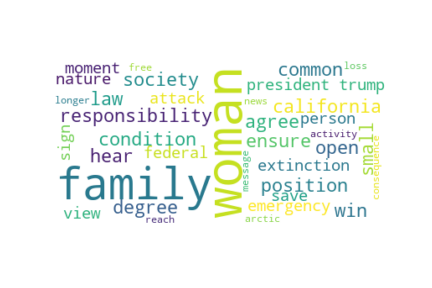 moment
free
common
loss
nature
society
president trump
longer
law
attack
news
california
responsibility
agree
person
sign
condition
ensure
activity
open
small
hear
federal
message
extinction
consequence
family
woman
position
save
view
degree
emergency
win
reach
arctic